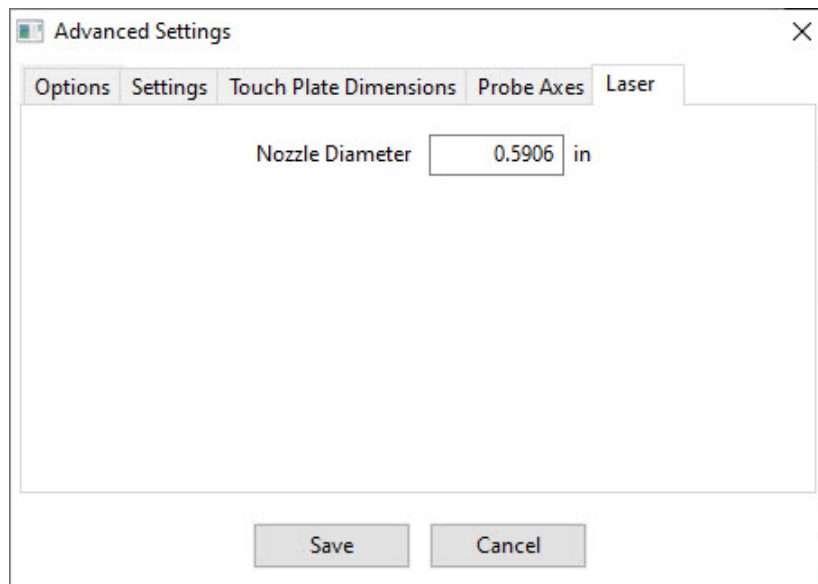 Advanced Settings
Options Settings Touch Plate Dimensions Probe Axes Laser
Nozzle Diameter 0.5906 in
Save Cancel